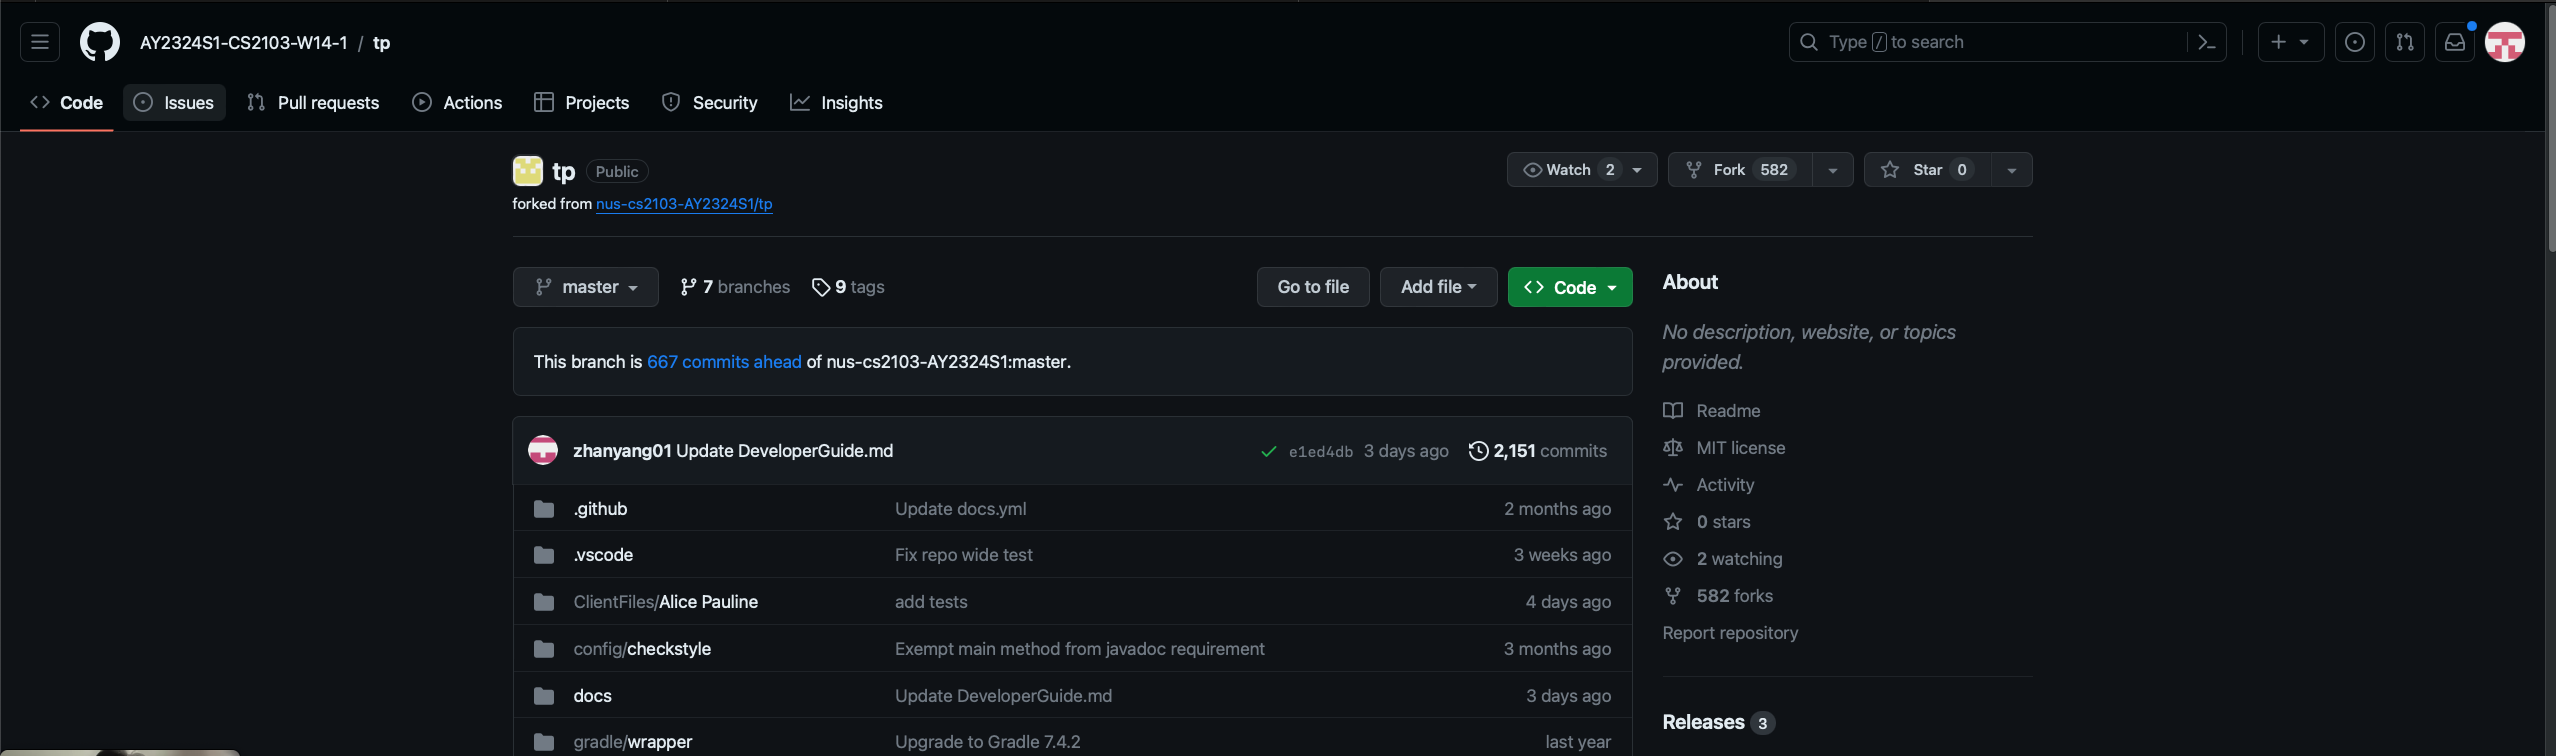 AY2324S1-CS2103-W14-1 / tp
Type / to search
Code Issues Pull requests Actions Projects Security Insights
tp Public
Watch 2 Fork 582 Star 0
forked from nus-cs2103-AY2324S1/tp
master 7 branches 9 tags Go to file Add file Code
This branch is 667 commits ahead of nus-cs2103-AY2324S1:master.
zhanyang01 Update DeveloperGuide.md e1ed4db 3 days ago 2,151 commits
.github Update docs.yml 2 months ago
.vscode Fix repo wide test 3 weeks ago
ClientFiles/Alice Pauline add tests 4 days ago
config/checkstyle Exempt main method from javadoc requirement 3 months ago
docs Update DeveloperGuide.md 3 days ago
gradle/wrapper Upgrade to Gradle 7.4.2 last year
About
No description, website, or topics
provided.
Readme
MIT license
Activity
0 stars
2 watching
582 forks
Report repository
Releases 3